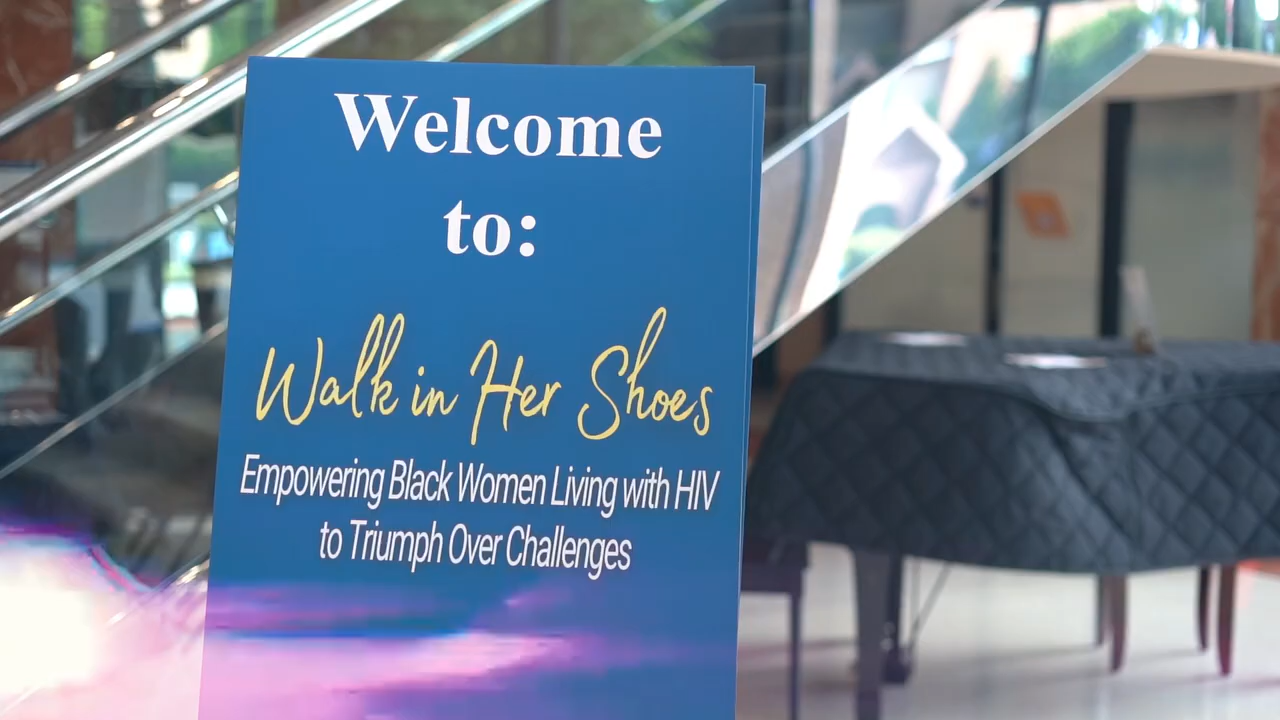 Welcome
to:
Walk in Her Shoes
Empowering Black Women Living with HIV
to Triumph Over Challenges